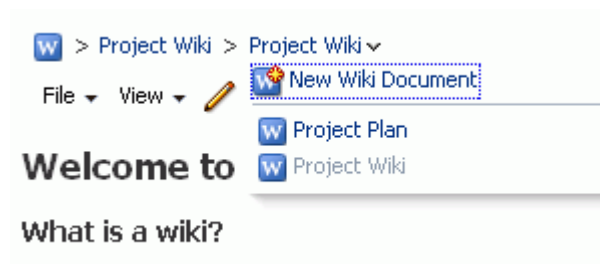 W > Project Wiki > Project Wiki
File View
W New Wiki Document
W Project Plan
W Project Wiki
Welcome to
What is a wiki?